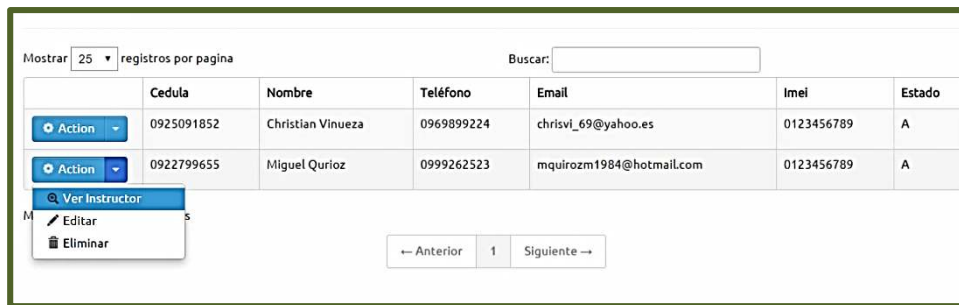 Mostrar 25 registros por pagina Buscar:
Cedula Nombre Teléfono Email Imei Estado
Action 0925091852 Christian Vinueza 0969899224 chrisvi_69@yahoo.es 0123456789 A
Action 0922799655 Miguel Qurioz 0999262523 mquirozm1984@hotmail.com 0123456789 A
Ver Instructor
Editar
Eliminar
← Anterior 1 Siguiente →